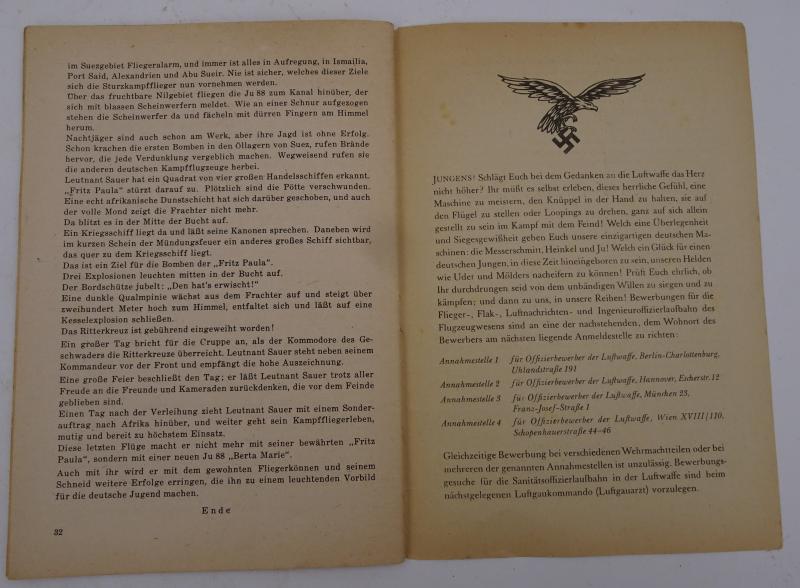 im Suezgebiet Fliegeralarm, und immer ist alles in Aufregung, in Ismailia,
Port Said, Alexandrien und Abu Sueir. Nie ist sicher, welches dieser Ziele
sich die Sturzkampfflieger nun vornehmen werden.
Über das fruchtbare Nilgebiet fliegen die Ju 88 zum Kanal hinüber, der
sich mit blassen Scheinwerfern meldet. Wie an einer Schnur aufgezogen
stehen die Scheinwerfer da und fächeln mit dürren Fingern am Himmel
herum.
Nachtjäger sind auch schon am Werk, aber ihre Jagd ist ohne Erfolg.
Schon krachen die ersten Bomben in den Öllagern von Suez, rufen Brände
hervor, die jede Verdunklung vergeblich machen. Wegweisend rufen sie
die anderen deutschen Kampfflugzeuge herbei.
Leutnant Sauer hat ein Quadrat von vier großen Handelsschiffen erkannt.
„Fritz Paula“ stürzt darauf zu. Plötzlich sind die Pötte verschwunden.
Eine echt afrikanische Dunstschicht hat sich darüber geschoben, und auch
der volle Mond zeigt die Frachter nicht mehr.
Da blitzt es in der Mitte der Bucht auf.
Ein Kriegsschiff liegt da und läßt seine Kanonen sprechen. Daneben wird
im kurzen Schein der Mündungsfeuer ein anderes großes Schiff sichtbar,
das quer zu dem Kriegsschiff liegt.
Das ist ein Ziel für die Bomben der „Fritz Paula“.
Drei Explosionen leuchten mitten in der Bucht auf.
Der Bordschütze jubelt: „Den hat's erwischt!“
Eine dunkle Qualmpinie wächst aus dem Frachter auf und steigt über
zweihundert Meter hoch zum Himmel, entfaltet sich und läßt auf eine
Kesselexplosion schließen.
Das Ritterkreuz ist gebührend eingeweiht worden!
Ein großer Tag bricht für die Gruppe an, als der Kommodore des Ge-
schwaders die Ritterkreuze überreicht. Leutnant Sauer steht neben seinem
Kommandeur vor der Front und empfängt die hohe Auszeichnung.
Eine große Feier beschließt den Tag; er läßt Leutnant Sauer trotz aller
Freude an die Freunde und Kameraden zurückdenken, die vor dem Feinde
geblieben sind.
Einen Tag nach der Verleihung zieht Leutnant Sauer mit einem Sonder-
auftrag nach Afrika hinüber, und weiter geht sein Kampffliegerleben,
mutig und bereit zu höchstem Einsatz.
Diese letzten Flüge macht er nicht mehr mit seiner bewährten „Fritz
Paula“, sondern mit einer neuen Ju 88 „Berta Marie“.
Auch mit ihr wird er mit dem gewohnten Fliegerkönnen und seinem
Schneid weitere Erfolge erringen, die ihn zu einem leuchtenden Vorbild
für die deutsche Jugend machen.
Ende
32
JUNGENS! Schlägt Euch bei dem Gedanken an die Luftwaffe das Herz
nicht höher? Ihr müßt es selbst erleben, dieses herrliche Gefühl, eine
Maschine zu meistern, den Knüppel in der Hand zu halten, sie auf
den Flügel zu stellen oder Loopings zu drehen, ganz auf sich allein
gestellt zu sein im Kampf mit dem Feind! Welch eine Überlegenheit
und Siegesgewißheit geben Euch unsere einzigartigen deutschen Ma-
schinen: die Messerschmitt, Heinkel und Ju! Welch ein Glück für einen
deutschen Jungen, in diese Zeit hineingeboren zu sein, unseren Helden
wie Udet und Mölders nacheifern zu können! Prüft Euch ehrlich, ob
Ihr durchdrungen seid von dem unbändigen Willen zu siegen und zu
kämpfen; und dann zu uns, in unsere Reihen! Bewerbungen für die
Flieger-, Flak-, Luftnachrichten- und Ingenieuroffizierlaufbahn des
Flugzeugwesens sind an eine der nachstehenden, dem Wohnort des
Bewerbers am nächsten liegende Anmeldestelle zu richten:
Annahmestelle 1 für Offizierbewerber der Luftwaffe, Berlin-Charlottenburg,
Uhlandstraße 191
Annahmestelle 2 für Offizierbewerber der Luftwaffe, Hannover, Escherstr. 12
Annahmestelle 3 für Offizierbewerber der Luftwaffe, München 23,
Franz-Josef-Straße 1
Annahmestelle 4 für Offizierbewerber der Luftwaffe, Wien XVIII/110,
Schopenhauerstraße 44–46
Gleichzeitige Bewerbung bei verschiedenen Wehrmachtteilen oder bei
mehreren der genannten Annahmestellen ist unzulässig. Bewerbungs-
gesuche für die Sanitätsoffizierlaufbahn in der Luftwaffe sind beim
nächstgelegenen Luftgaukommando (Luftgauarzt) vorzulegen.